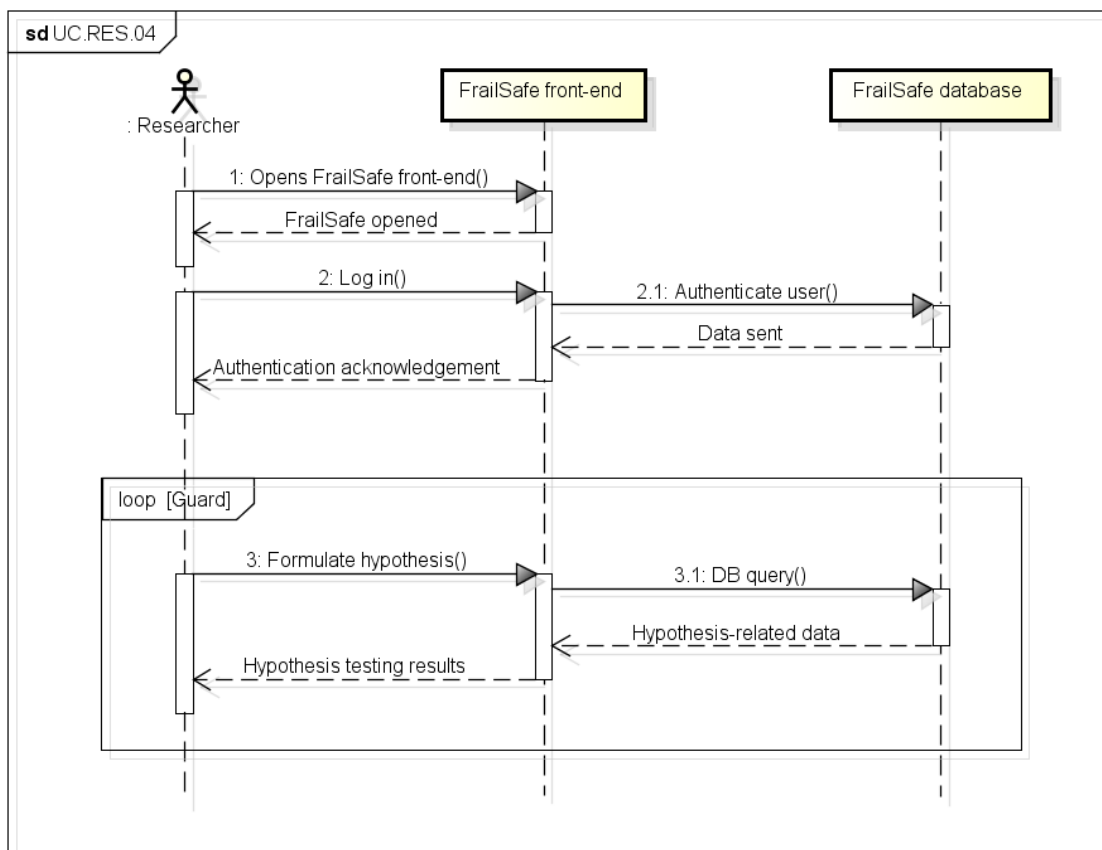 sd UC.RES.04
FrailSafe front-end
FrailSafe database
: Researcher
1: Opens FrailSafe front-end()
FrailSafe opened
2: Log in()
2.1: Authenticate user()
Data sent
Authentication acknowledgement
loop [Guard]
3: Formulate hypothesis()
3.1: DB query()
Hypothesis-related data
Hypothesis testing results